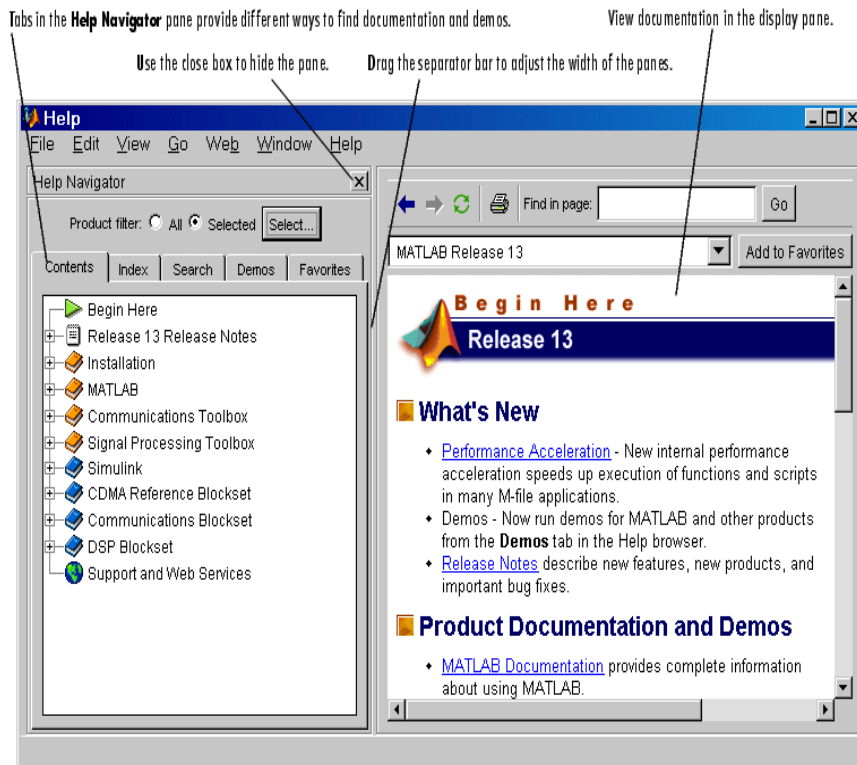 Tabs in the Help Navigator pane provide different ways to find documentation and demos.
View documentation in the display pane.
Use the close box to hide the pane.
Drag the separator bar to adjust the width of the panes.
Help
File Edit View Go Web Window Help
Help Navigator
Product filter: All Selected Select...
Contents Index Search Demos Favorites
Begin Here
Release 13 Release Notes
Installation
MATLAB
Communications Toolbox
Signal Processing Toolbox
Simulink
CDMA Reference Blockset
Communications Blockset
DSP Blockset
Support and Web Services
Find in page: Go
MATLAB Release 13 Add to Favorites
Begin Here
Release 13
What's New
Performance Acceleration - New internal performance
acceleration speeds up execution of functions and scripts
in many M-file applications.
Demos - Now run demos for MATLAB and other products
from the Demos tab in the Help browser.
Release Notes describe new features, new products, and
important bug fixes.
Product Documentation and Demos
MATLAB Documentation provides complete information
about using MATLAB.